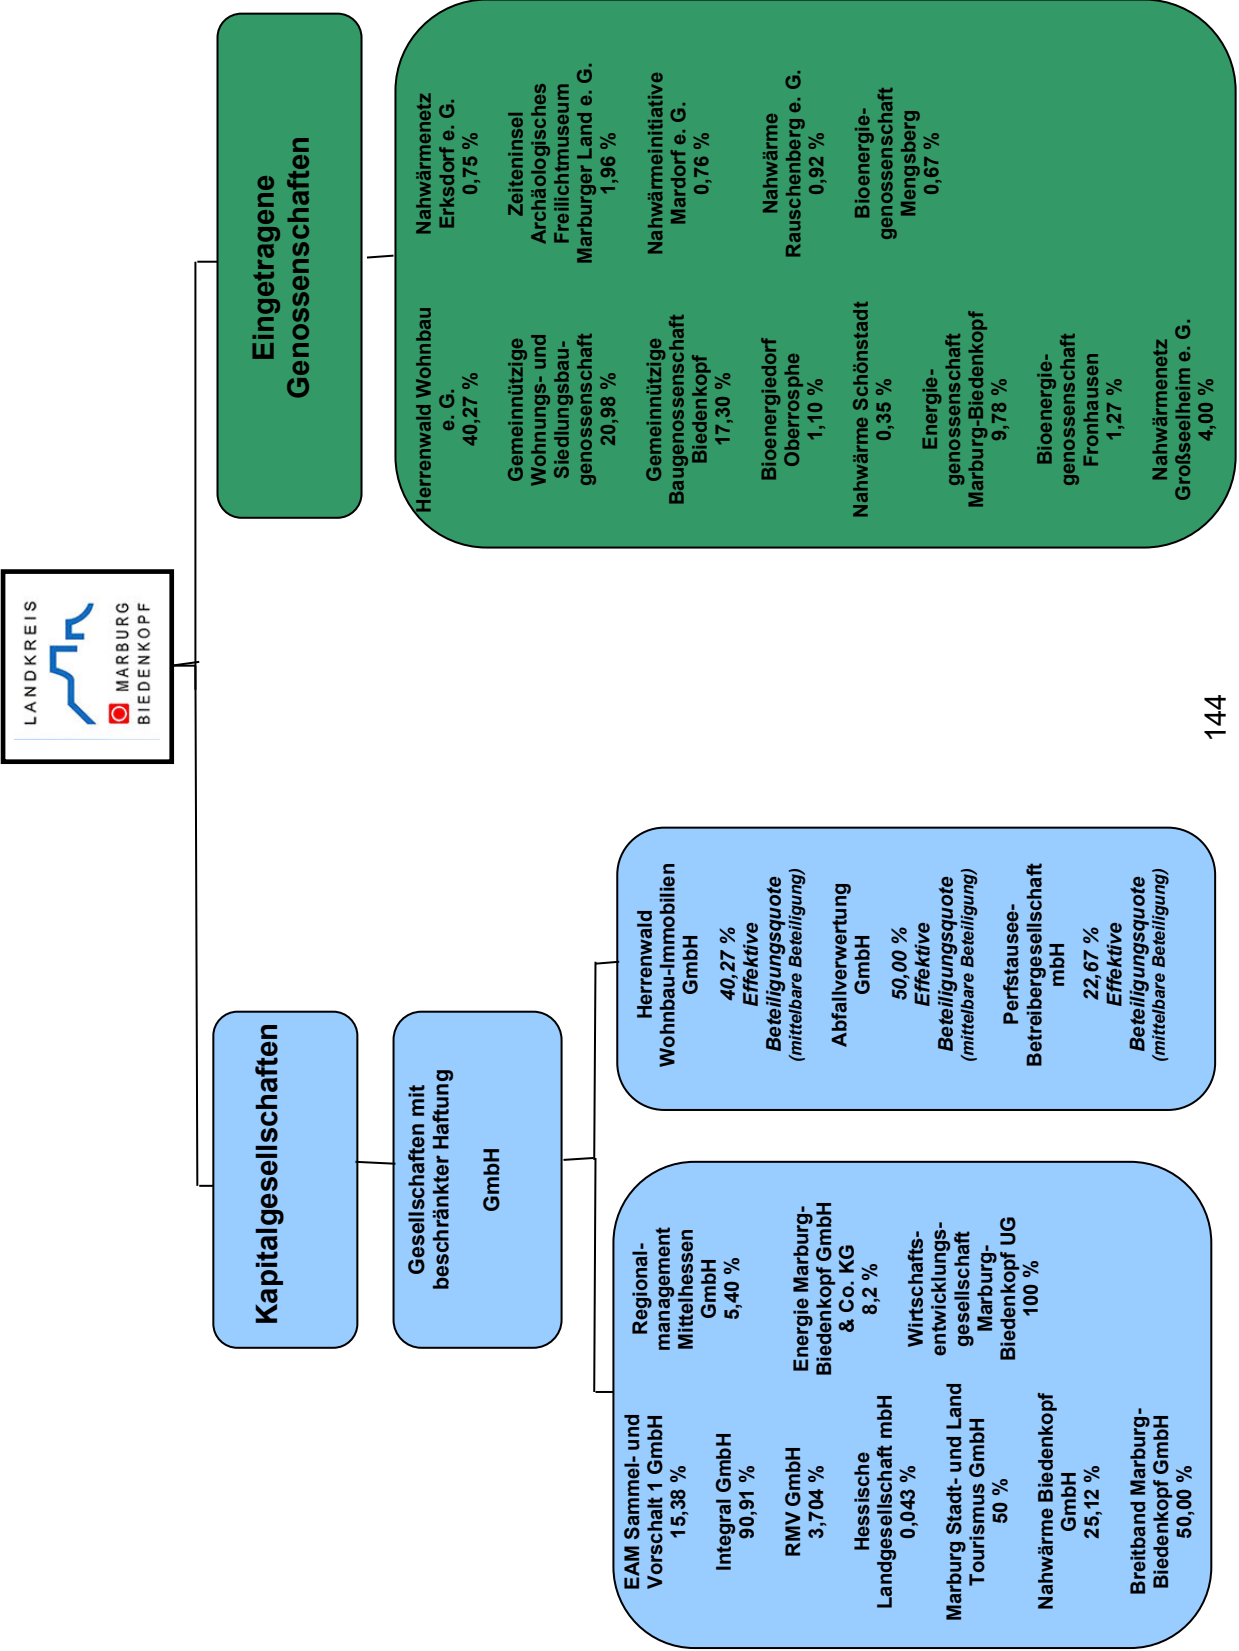 LANDKREIS
MARBURG
BIEDENKOPF
Kapitalgesellschaften
Gesellschaften mit
beschränkter Haftung
GmbH
EAM Sammel- und
Vorschalt 1 GmbH
15,38 %
Integral GmbH
90,91 %
RMV GmbH
3,704 %
Hessische
Landgesellschaft mbH
0,043 %
Marburg Stadt- und Land
Tourismus GmbH
50 %
Nahwärme Biedenkopf
GmbH
25,12 %
Breitband Marburg-
Biedenkopf GmbH
50,00 %
Regional-
management
Mittelhessen
GmbH
5,40 %
Energie Marburg-
Biedenkopf GmbH
& Co. KG
8,2 %
Wirtschafts-
entwicklungs-
gesellschaft
Marburg-
Biedenkopf UG
100 %
Herrenwald
Wohnbau-Immobilien
GmbH
40,27 %
Effektive
Beteiligungsquote
(mittelbare Beteiligung)
Abfallverwertung
GmbH
50,00 %
Effektive
Beteiligungsquote
(mittelbare Beteiligung)
Perfstausee-
Betreibergesellschaft
mbH
22,67 %
Effektive
Beteiligungsquote
(mittelbare Beteiligung)
Eingetragene
Genossenschaften
Herrenwald Wohnbau
e. G.
40,27 %
Gemeinnützige
Wohnungs- und
Siedlungsbau-
genossenschaft
20,98 %
Gemeinnützige
Baugenossenschaft
Biedenkopf
17,30 %
Bioenergiedorf
Oberrosphe
1,10 %
Nahwärme Schönstadt
0,35 %
Energie-
genossenschaft
Marburg-Biedenkopf
9,78 %
Bioenergie-
genossenschaft
Fronhausen
1,27 %
Nahwärmenetz
Großseelheim e. G.
4,00 %
Nahwärmenetz
Erksdorf e. G.
0,75 %
Zeiteninsel
Archäologisches
Freilichtmuseum
Marburger Land e. G.
1,96 %
Nahwärmeinitiative
Mardorf e. G.
0,76 %
Nahwärme
Rauschenberg e. G.
0,92 %
Bioenergie-
genossenschaft
Mengsberg
0,67 %
144